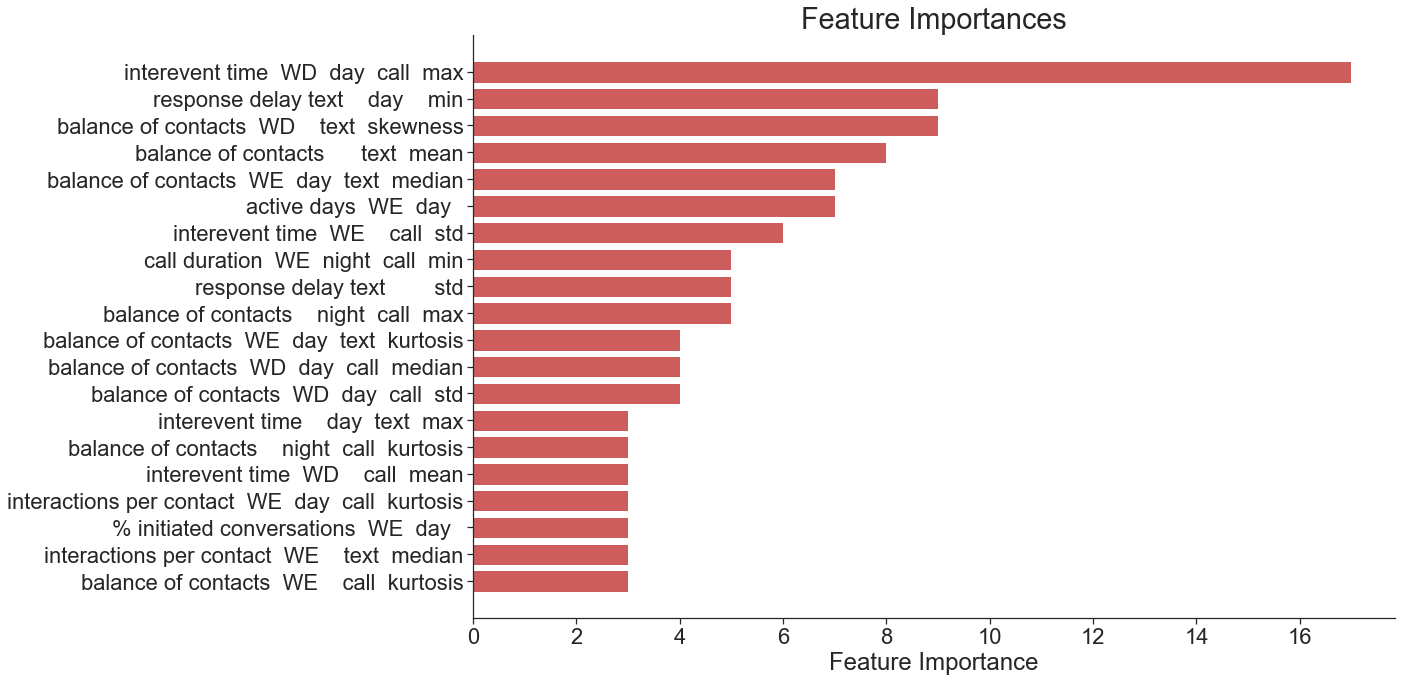 Feature Importances
interevent time  WD  day  call  max
response delay text    day    min
balance of contacts  WD    text  skewness
balance of contacts      text  mean
balance of contacts  WE  day  text  median
active days  WE  day
interevent time  WE    call  std
call duration  WE  night  call  min
response delay text        std
balance of contacts    night  call  max
balance of contacts  WE  day  text  kurtosis
balance of contacts  WD  day  call  median
balance of contacts  WD  day  call  std
interevent time    day  text  max
balance of contacts    night  call  kurtosis
interevent time  WD    call  mean
interactions per contact  WE  day  call  kurtosis
% initiated conversations  WE  day
interactions per contact  WE    text  median
balance of contacts  WE    call  kurtosis
0 2 4 6 8 10 12 14 16
Feature Importance